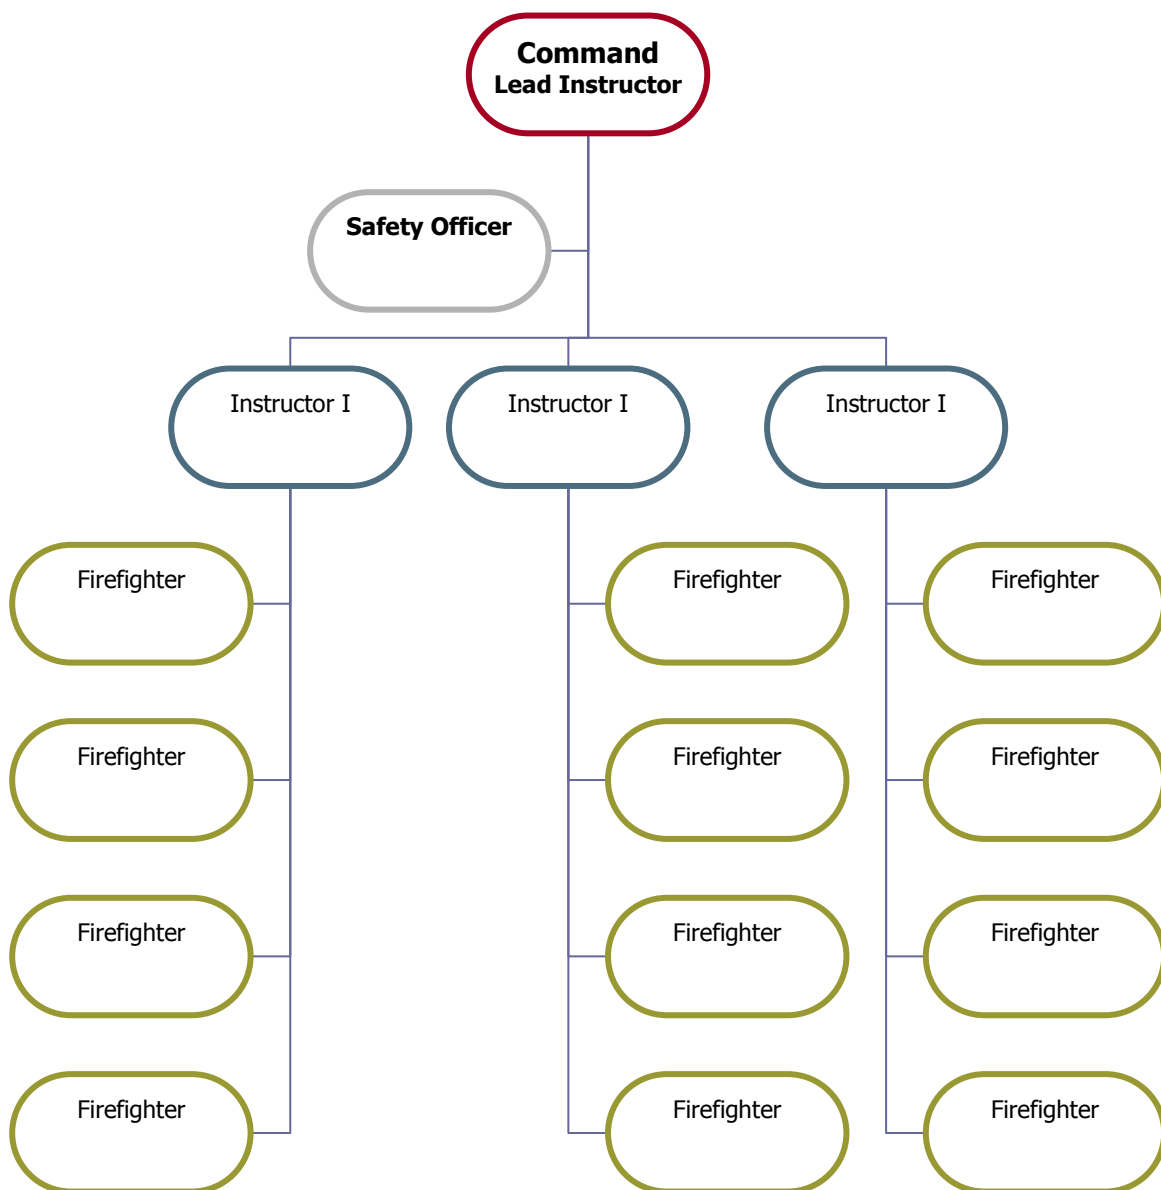 Command
Lead Instructor
Safety Officer
Instructor I
Instructor I
Instructor I
Firefighter
Firefighter
Firefighter
Firefighter
Firefighter
Firefighter
Firefighter
Firefighter
Firefighter
Firefighter
Firefighter
Firefighter